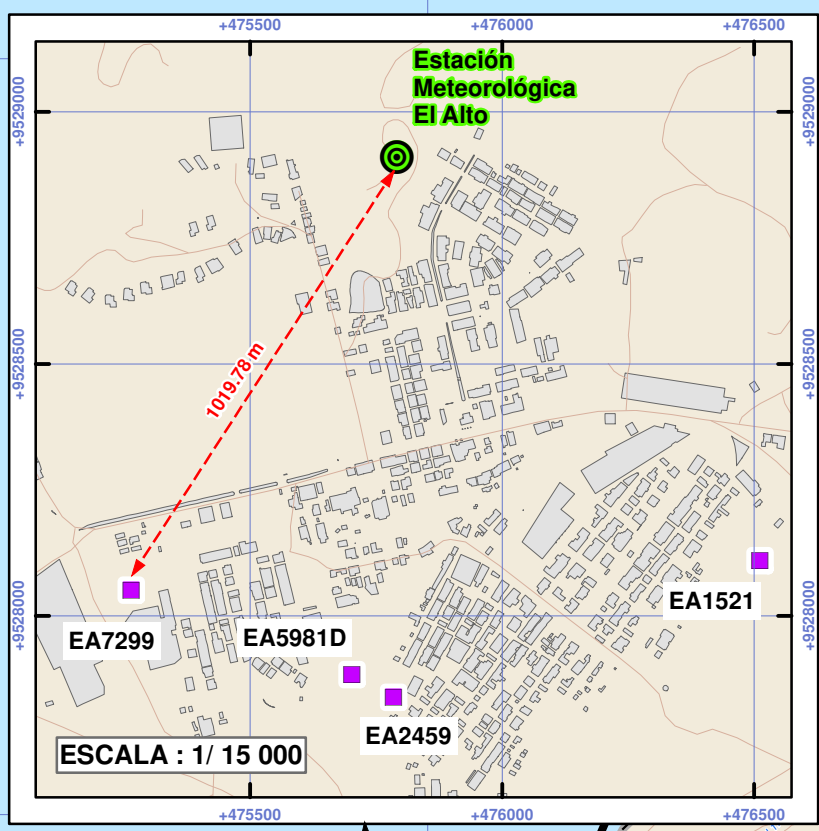 +475500
+476000
+476500
+9529000
+9529000
Estación
Meteorológica
El Alto
+9528500
+9528500
1019.78 m
+9528000
+9528000
EA1521
EA7299
EA5981D
EA2459
ESCALA : 1/ 15 000
+475500
+476000
+476500